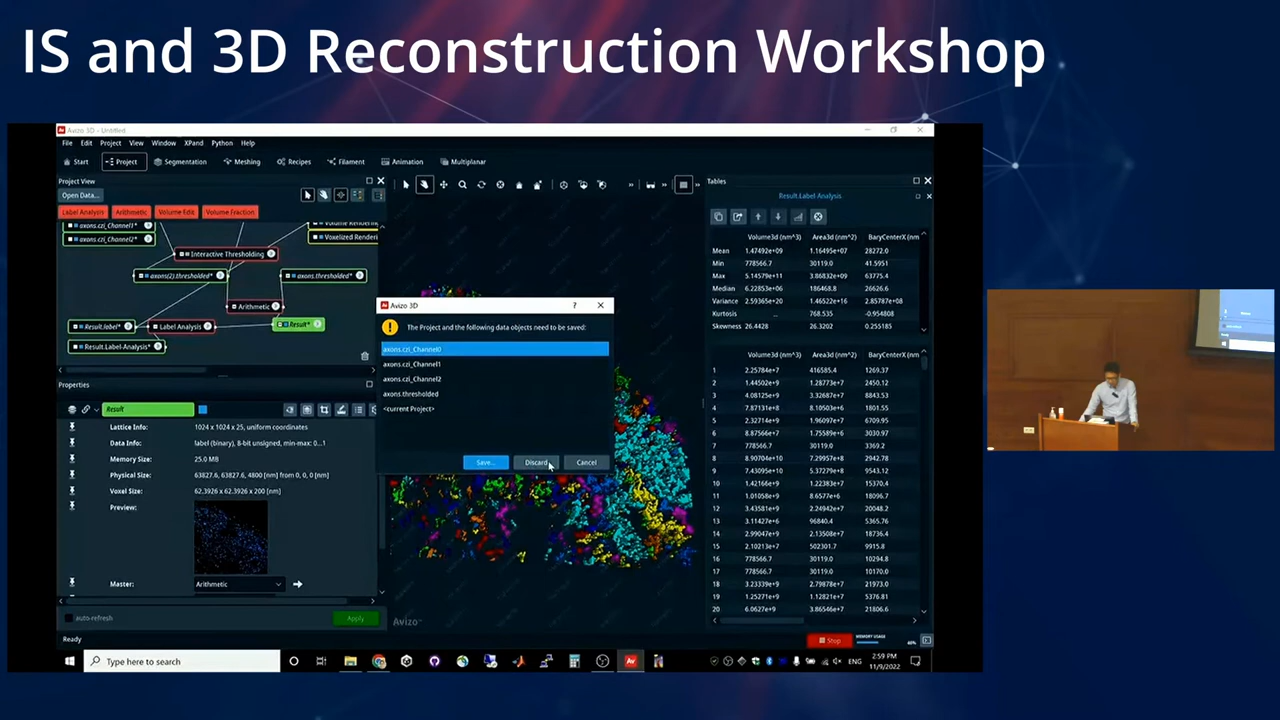 IS and 3D Reconstruction Workshop
Avizo 3D - Untitled
File Edit Project View Window XPand Python Help
Start Project Segmentation Meshing Recipes Filament Animation Multiplanar
Project View
Open Data...
Label Analysis Arithmetic Volume Edit Volume Fraction
axons.czi_Channel1*
axons.czi_Channel2*
Volume Rendering
Voxelized Renderi
Interactive Thresholding
axons(2).thresholded*
axons.thresholded*
Arithmetic
Result.label*
Label Analysis
Result*
Result.Label-Analysis*
Properties
Result
Lattice Info: 1024 x 1024 x 25, uniform coordinates
Data Info: label (binary), 8-bit unsigned, min-max: 0...1
Memory Size: 25.0 MB
Physical Size: 63827.6, 63827.6, 4800 [nm] from 0, 0, 0 [nm]
Voxel Size: 62.3926 x 62.3926 x 200 [nm]
Preview:
Master: Arithmetic
auto-refresh
Apply
Ready
Avizo 3D
The Project and the following data objects need to be saved:
axons.czi_Channel0
axons.czi_Channel1
axons.czi_Channel2
axons.thresholded
<current Project>
Save... Discard Cancel
Avizo
Tables
Result.Label-Analysis
Volume3d (nm^3) Area3d (nm^2) BaryCenterX (nm
Mean 1.47492e+09 1.16495e+07 28272.0
Min 778566.7 30119.0 41.5951
Max 5.14579e+11 3.86832e+09 63775.4
Median 6.22853e+06 186468.8 26626.6
Variance 2.59365e+20 1.46522e+16 2.85787e+08
Kurtosis 768.535 -0.954808
Skewness 26.4428 26.3202 0.255185
Volume3d (nm^3) Area3d (nm^2) BaryCenterX (nm
1 2.25784e+7 416585.4 1269.37
2 1.44502e+9 1.28773e+7 2450.12
3 4.08125e+9 3.32637e+7 8843.53
4 7.87131e+8 8.10503e+6 1801.55
5 2.32714e+9 1.96097e+7 6709.95
6 8.87566e+7 1.75589e+6 3030.97
7 778566.7 30119.0 3239.52
8 8.90704e+10 7.29557e+8 2942.78
9 7.43095e+10 5.37279e+8 9543.12
10 1.42166e+9 1.22383e+7 15370.4
11 1.01058e+9 8.6577e+6 18096.7
12 3.43581e+9 2.24942e+7 20048.2
13 3.11427e+6 96840.4 5365.76
14 2.99047e+9 2.13508e+7 18736.4
15 2.10213e+7 502301.7 9915.8
16 778566.7 30119.0 10294.8
17 778566.7 30119.0 10170.0
18 3.23339e+9 2.79878e+7 21973.0
19 1.25271e+9 1.12821e+7 5376.81
20 6.0627e+9 3.86546e+7 21806.6
Stop
MEMORY USAGE
Type here to search
ENG
2:59 PM
11/9/2022